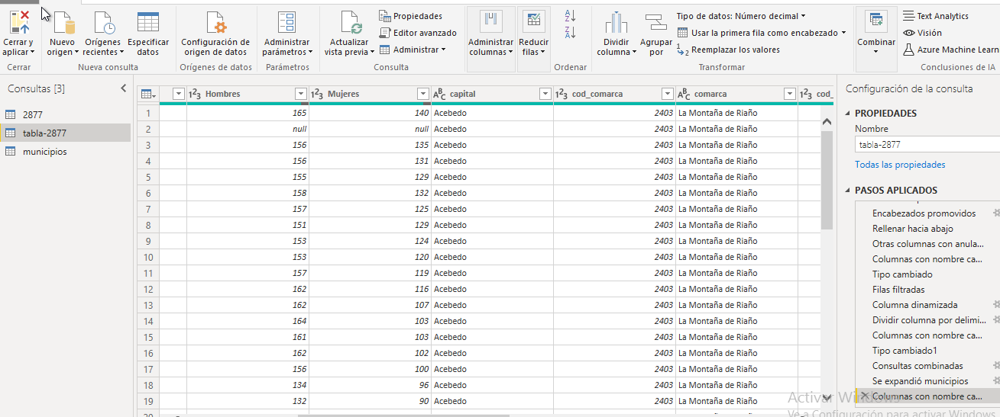 Cerrar y aplicar
Nuevo origen
Orígenes recientes
Especificar datos
Configuración de origen de datos
Administrar parámetros
Actualizar vista previa
Propiedades
Editor avanzado
Administrar
Administrar columnas
Reducir filas
A Z
Z A
Dividir columna
Agrupar por
Tipo de datos: Número decimal
Usar la primera fila como encabezado
1 2 Reemplazar los valores
Combinar
Text Analytics
Visión
Azure Machine Learn
Cerrar
Nueva consulta
Orígenes de datos
Parámetros
Consulta
Ordenar
Transformar
Conclusiones de IA
Consultas [3]
2877
tabla-2877
municipios
123 Hombres 123 Mujeres ABC capital 123 cod_comarca ABC comarca 123 cod_
1 165 140 Acebedo 2403 La Montaña de Riaño
2 null null Acebedo 2403 La Montaña de Riaño
3 156 135 Acebedo 2403 La Montaña de Riaño
4 156 131 Acebedo 2403 La Montaña de Riaño
5 155 129 Acebedo 2403 La Montaña de Riaño
6 158 132 Acebedo 2403 La Montaña de Riaño
7 157 125 Acebedo 2403 La Montaña de Riaño
8 151 129 Acebedo 2403 La Montaña de Riaño
9 153 124 Acebedo 2403 La Montaña de Riaño
10 153 120 Acebedo 2403 La Montaña de Riaño
11 157 119 Acebedo 2403 La Montaña de Riaño
12 162 116 Acebedo 2403 La Montaña de Riaño
13 162 107 Acebedo 2403 La Montaña de Riaño
14 164 103 Acebedo 2403 La Montaña de Riaño
15 161 103 Acebedo 2403 La Montaña de Riaño
16 162 102 Acebedo 2403 La Montaña de Riaño
17 156 100 Acebedo 2403 La Montaña de Riaño
18 134 96 Acebedo 2403 La Montaña de Riaño
19 132 90 Acebedo 2403 La Montaña de Riaño
Configuración de la consulta
PROPIEDADES
Nombre
tabla-2877
Todas las propiedades
PASOS APLICADOS
Encabezados promovidos
Rellenar hacia abajo
Otras columnas con anula...
Columnas con nombre ca...
Tipo cambiado
Filas filtradas
Columna dinamizada
Dividir columna por delimi...
Columnas con nombre ca...
Tipo cambiado1
Consultas combinadas
Se expandió municipios
Columnas con nombre ca...
Activar Windows
Ve a Configuración para activar Windows